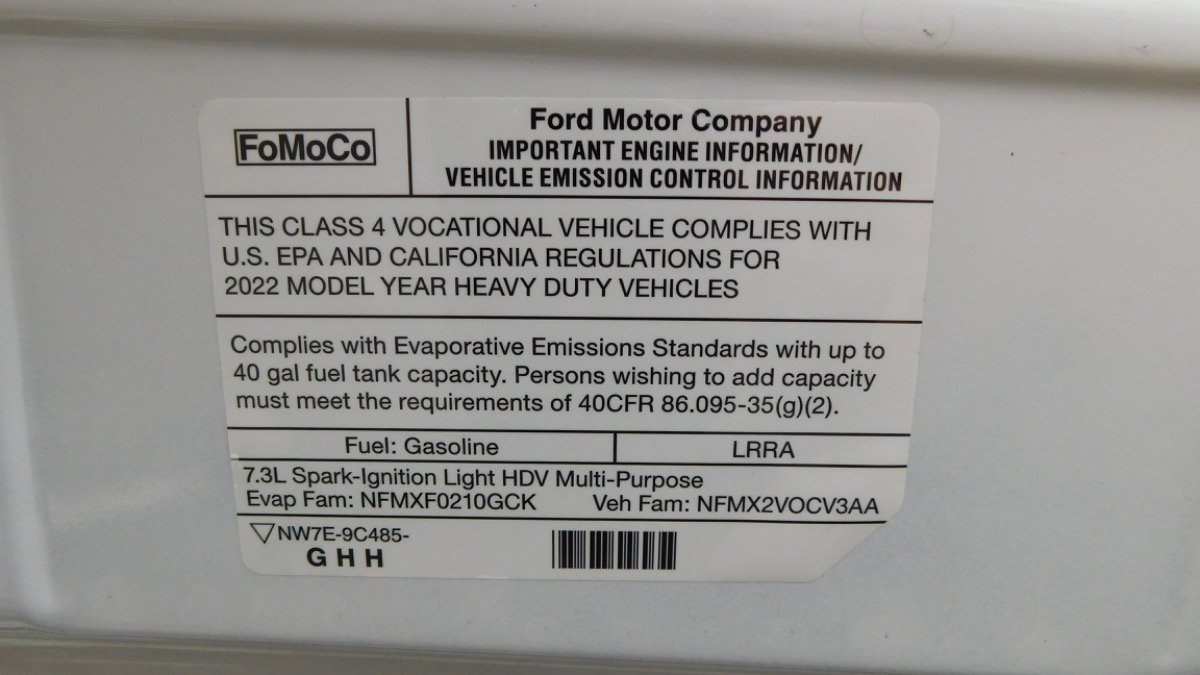 FoMoCo
Ford Motor Company
IMPORTANT ENGINE INFORMATION/
VEHICLE EMISSION CONTROL INFORMATION
THIS CLASS 4 VOCATIONAL VEHICLE COMPLIES WITH
U.S. EPA AND CALIFORNIA REGULATIONS FOR
2022 MODEL YEAR HEAVY DUTY VEHICLES
Complies with Evaporative Emissions Standards with up to
40 gal fuel tank capacity. Persons wishing to add capacity
must meet the requirements of 40CFR 86.095-35(g)(2).
Fuel: Gasoline LRRA
7.3L Spark-Ignition Light HDV Multi-Purpose
Evap Fam: NFMXF0210GCK Veh Fam: NFMX2VOCV3AA
NW7E-9C485-
G H H